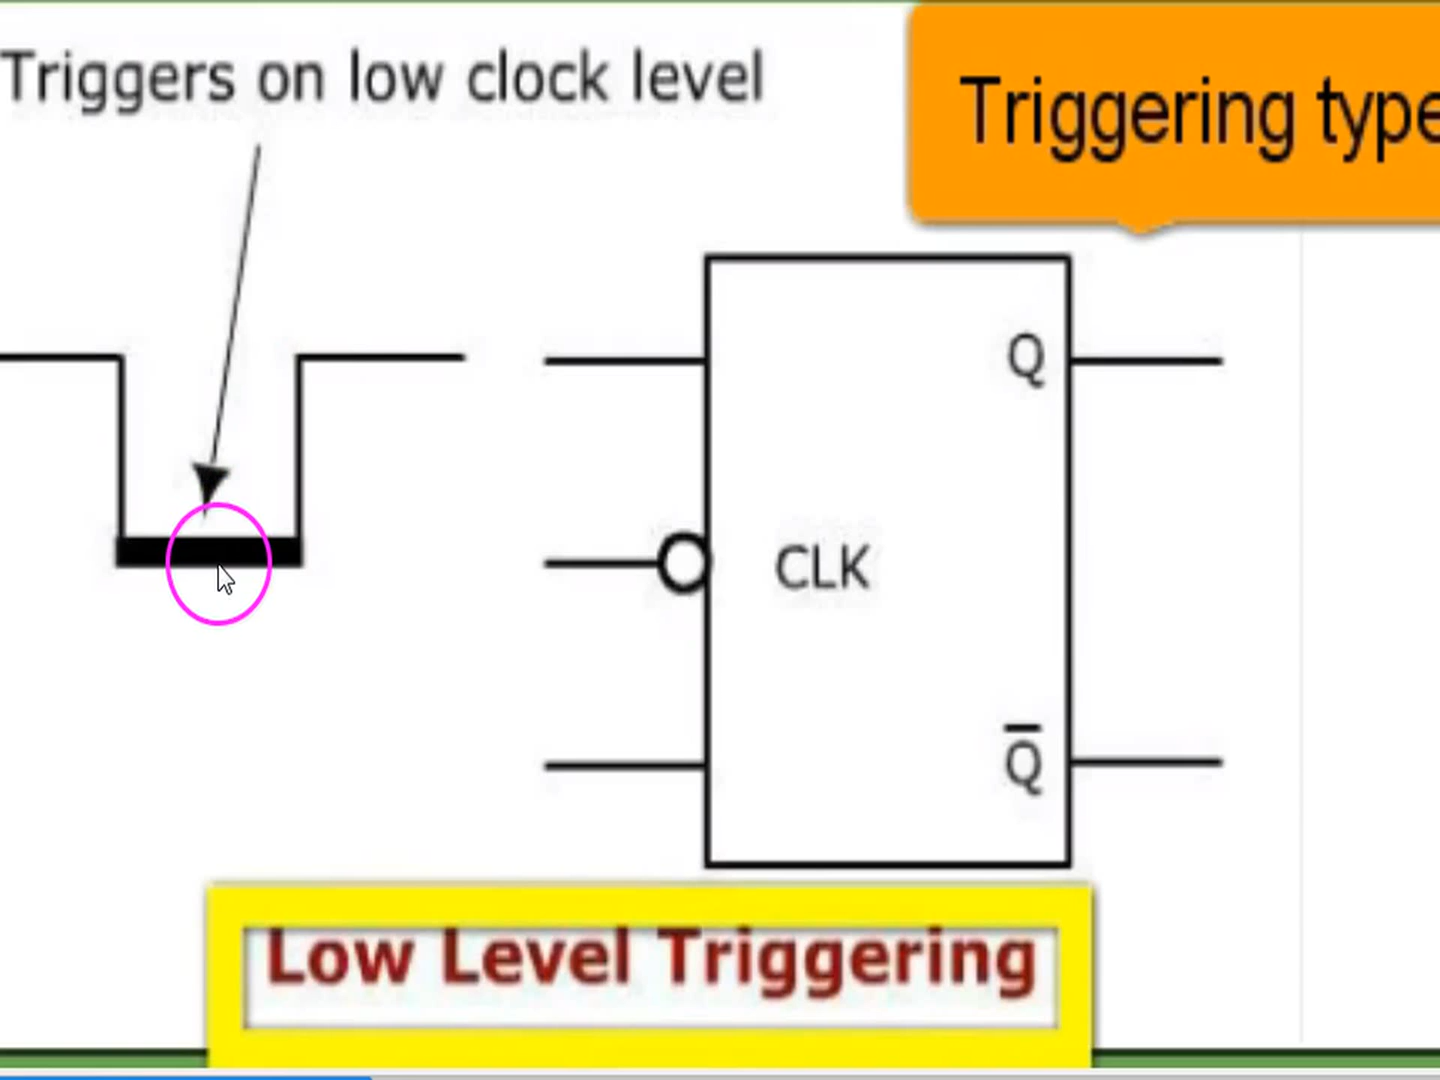 Triggers on low clock level
Triggering type
Q
CLK
Q̅
Low Level Triggering